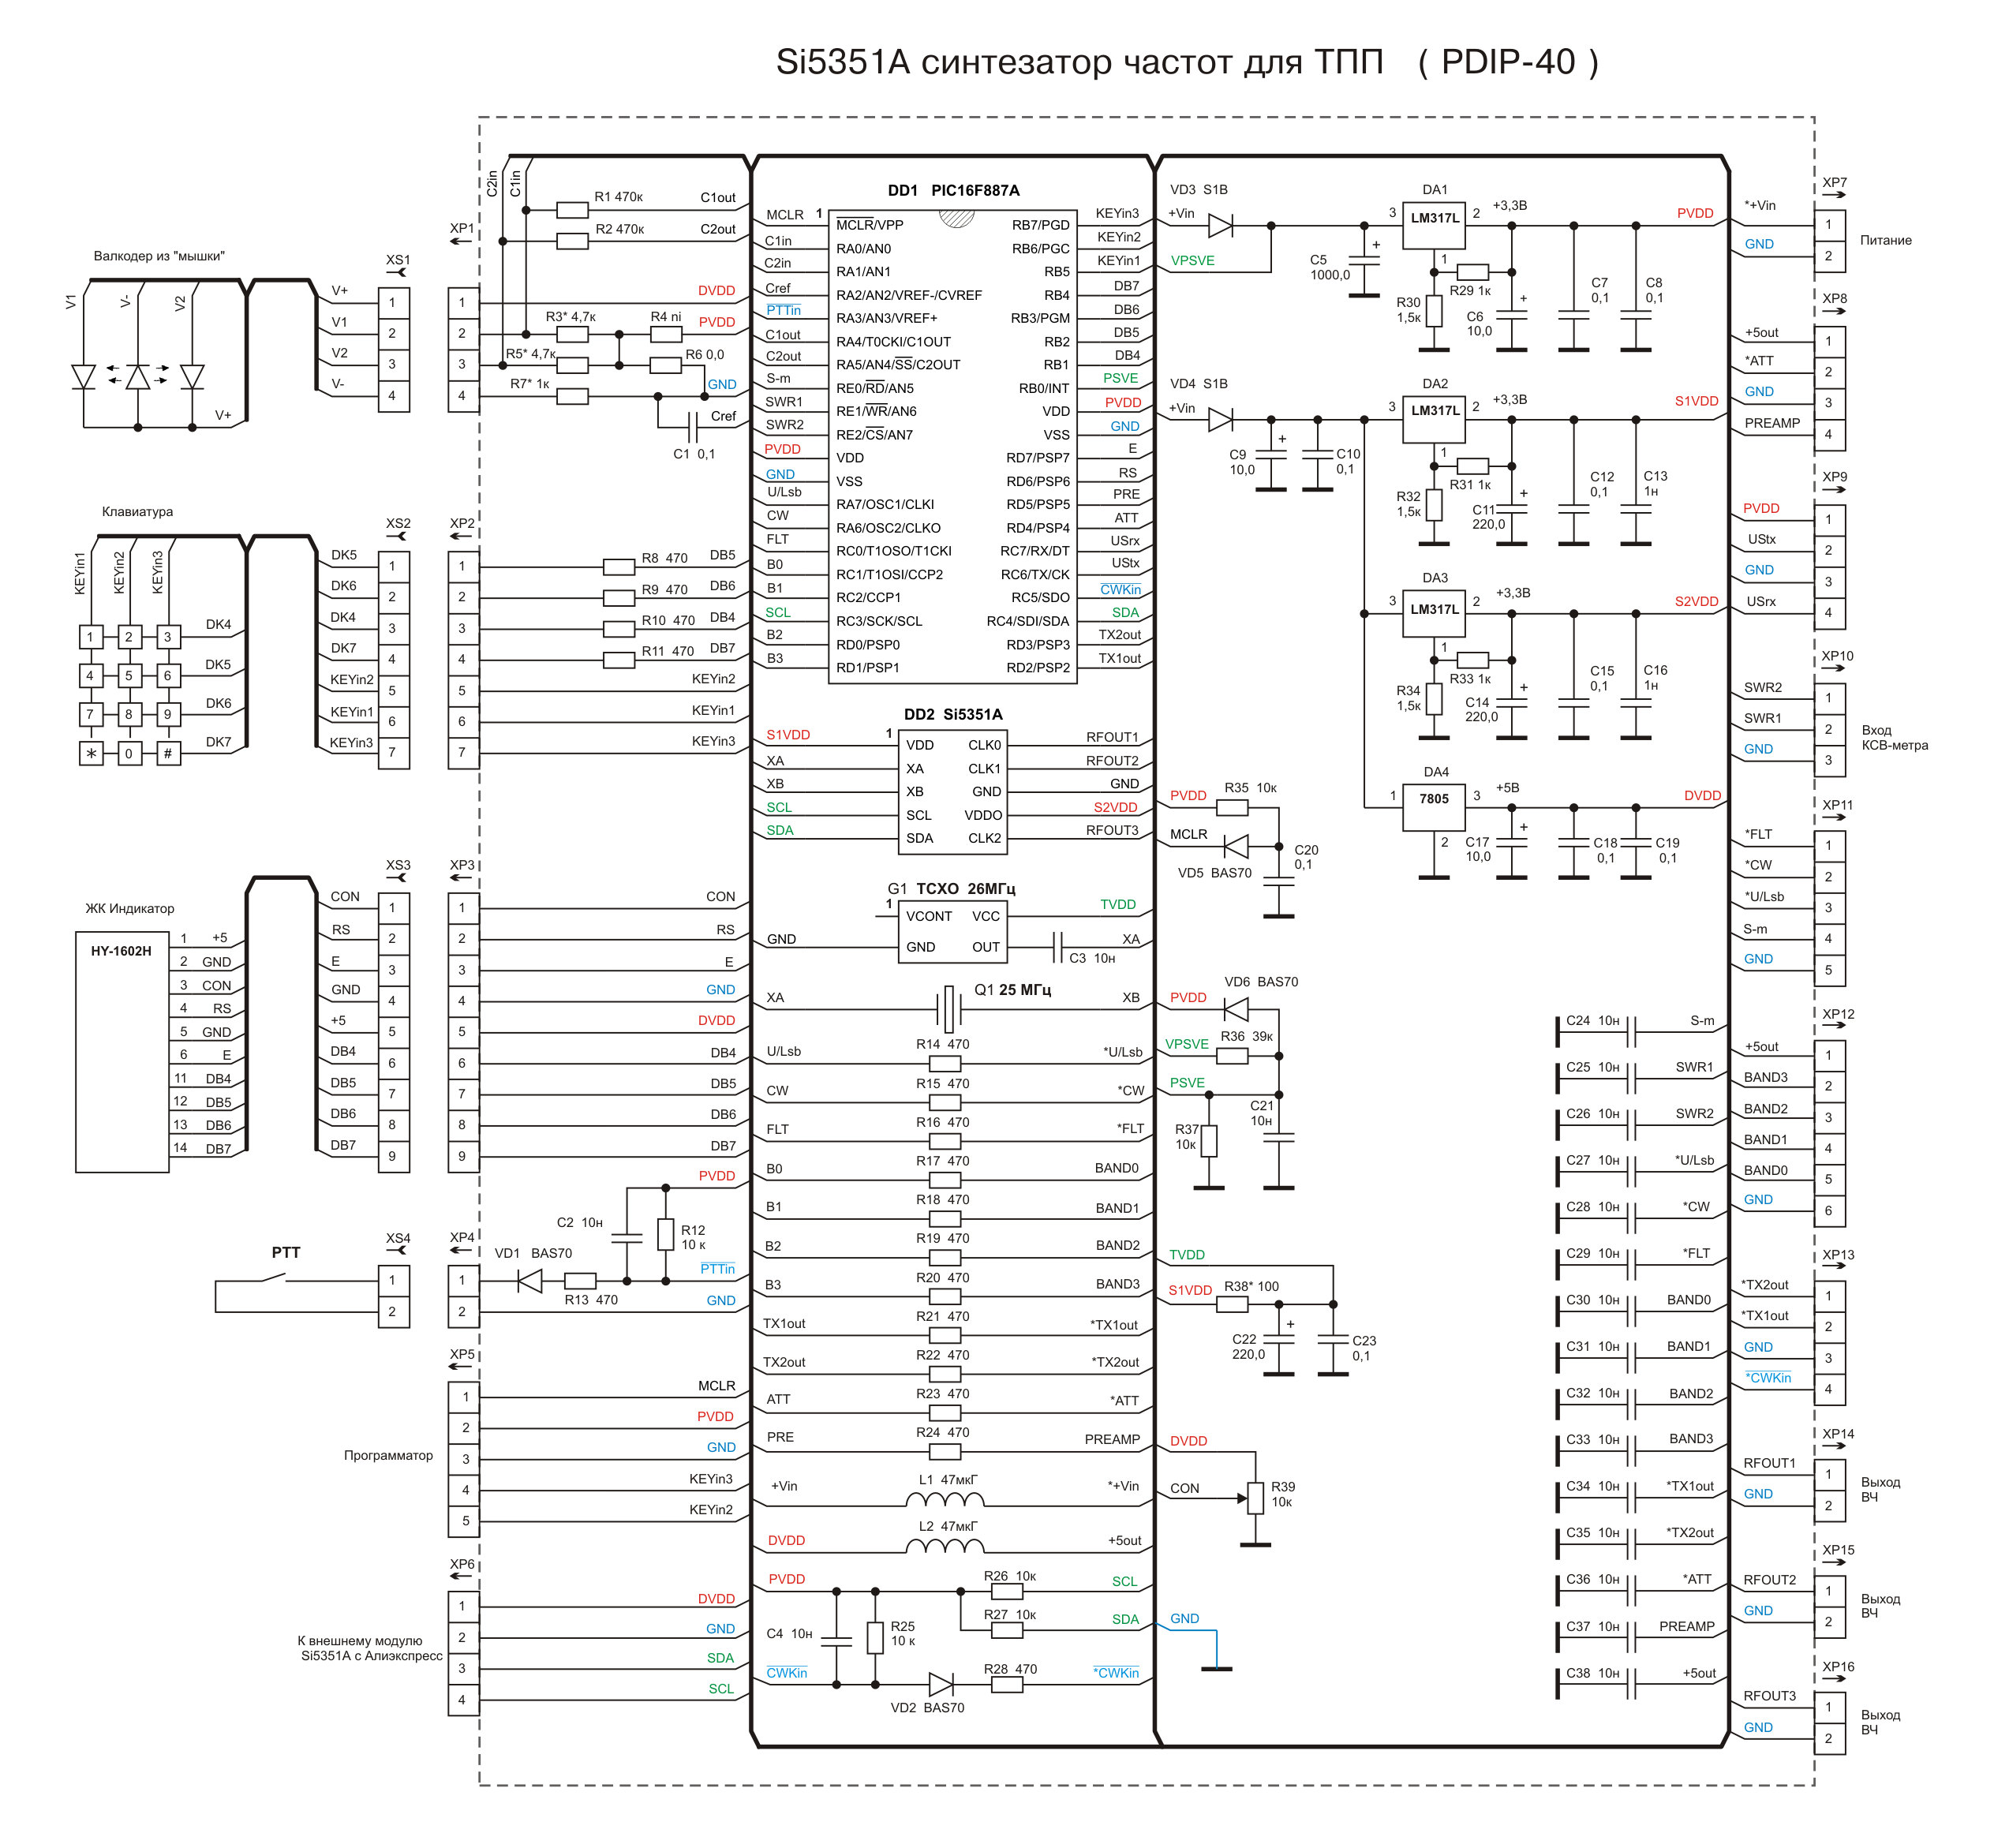 Si5351A синтезатор частот для ТПП ( PDIP-40 )
Валкодер из "мышки"
V1
V-
V2
V+
XS1
V+ 1
V1 2
V2 3
V- 4
XP1
1
2
3
4
C2in
C1in
R1 470к C1out
R2 470к C2out
DVDD
R3* 4,7к R4 ni PVDD
R5* 4,7к R6 0,0
R7* 1к GND
Cref
C1 0,1
Клавиатура
KEYin1
KEYin2
KEYin3
1 2 3 DK4
4 5 6 DK5
7 8 9 DK6
* 0 # DK7
XS2
DK5 1
DK6 2
DK4 3
DK7 4
KEYin2 5
KEYin1 6
KEYin3 7
XP2
1 R8 470 DB5
2 R9 470 DB6
3 R10 470 DB4
4 R11 470 DB7
5 KEYin2
6 KEYin1
7 KEYin3
ЖК Индикатор
HY-1602H
1 +5
2 GND
3 CON
4 RS
5 GND
6 E
11 DB4
12 DB5
13 DB6
14 DB7
XS3
CON 1
RS 2
E 3
GND 4
+5 5
DB4 6
DB5 7
DB6 8
DB7 9
XP3
1 CON
2 RS
3 E
4 GND
5 DVDD
6 DB4
7 DB5
8 DB6
9 DB7
PTT
XS4
1
2
XP4
1
2
PVDD
C2 10н
R12
10 к
VD1 BAS70
R13 470
PTTin
GND
XP5
Программатор
1 MCLR
2 PVDD
3 GND
4 KEYin3
5 KEYin2
XP6
К внешнему модулю
Si5351A с Алиэкспресс
1 DVDD
2 GND
3 SDA
4 SCL
DD1 PIC16F887A
1
MCLR MCLR/VPP RB7/PGD KEYin3
C1in RA0/AN0 RB6/PGC KEYin2
C2in RA1/AN1 RB5 KEYin1
Cref RA2/AN2/VREF-/CVREF RB4 DB7
PTTin RA3/AN3/VREF+ RB3/PGM DB6
C1out RA4/T0CKI/C1OUT RB2 DB5
C2out RA5/AN4/SS/C2OUT RB1 DB4
S-m RE0/RD/AN5 RB0/INT PSVE
SWR1 RE1/WR/AN6 VDD PVDD
SWR2 RE2/CS/AN7 VSS GND
PVDD VDD RD7/PSP7 E
GND VSS RD6/PSP6 RS
U/Lsb RA7/OSC1/CLKI RD5/PSP5 PRE
CW RA6/OSC2/CLKO RD4/PSP4 ATT
FLT RC0/T1OSO/T1CKI RC7/RX/DT USrx
B0 RC1/T1OSI/CCP2 RC6/TX/CK UStx
B1 RC2/CCP1 RC5/SDO CWKin
SCL RC3/SCK/SCL RC4/SDI/SDA SDA
B2 RD0/PSP0 RD3/PSP3 TX2out
B3 RD1/PSP1 RD2/PSP2 TX1out
DD2 Si5351A
1
S1VDD VDD CLK0 RFOUT1
XA XA CLK1 RFOUT2
XB XB GND GND
SCL SCL VDDO S2VDD
SDA SDA CLK2 RFOUT3
G1 TCXO 26МГц
1
VCONT VCC TVDD
GND GND OUT XA
C3 10н
XA Q1 25 МГц XB
U/Lsb R14 470 *U/Lsb
CW R15 470 *CW
FLT R16 470 *FLT
B0 R17 470 BAND0
B1 R18 470 BAND1
B2 R19 470 BAND2
B3 R20 470 BAND3
TX1out R21 470 *TX1out
TX2out R22 470 *TX2out
ATT R23 470 *ATT
PRE R24 470 PREAMP
+Vin L1 47мкГ *+Vin
DVDD L2 47мкГ +5out
PVDD R26 10к SCL
R27 10к SDA
C4 10н
R25
10 к
CWKin R28 470 *CWKin
VD2 BAS70
VD3 S1B
+Vin
VPSVE
C5
1000,0
+
DA1
3 LM317L 2 +3,3В PVDD
1
R29 1к
R30
1,5к
+
C6
10,0
C7
0,1
C8
0,1
VD4 S1B
+Vin
+
C9
10,0
C10
0,1
DA2
3 LM317L 2 +3,3В S1VDD
1
R31 1к
R32
1,5к
+
C11
220,0
C12
0,1
C13
1н
DA3
3 LM317L 2 +3,3В S2VDD
1
R33 1к
R34
1,5к
+
C14
220,0
C15
0,1
C16
1н
DA4
1 7805 3 +5В DVDD
2
+
C17
10,0
C18
0,1
C19
0,1
PVDD R35 10к
MCLR
VD5 BAS70
C20
0,1
VD6 BAS70
PVDD
VPSVE R36 39к
PSVE
R37
10к
C21
10н
TVDD
S1VDD R38* 100
+
C22
220,0
C23
0,1
DVDD
CON
R39
10к
GND
C24 10н S-m
C25 10н SWR1
C26 10н SWR2
C27 10н *U/Lsb
C28 10н *CW
C29 10н *FLT
C30 10н BAND0
C31 10н BAND1
C32 10н BAND2
C33 10н BAND3
C34 10н *TX1out
C35 10н *TX2out
C36 10н *ATT
C37 10н PREAMP
C38 10н +5out
XP7
*+Vin 1
GND 2
Питание
XP8
+5out 1
*ATT 2
GND 3
PREAMP 4
XP9
PVDD 1
UStx 2
GND 3
USrx 4
XP10
SWR2 1
SWR1 2
GND 3
Вход
КСВ-метра
XP11
*FLT 1
*CW 2
*U/Lsb 3
S-m 4
GND 5
XP12
+5out 1
BAND3 2
BAND2 3
BAND1 4
BAND0 5
GND 6
XP13
*TX2out 1
*TX1out 2
GND 3
*CWKin 4
XP14
RFOUT1 1
GND 2
Выход
ВЧ
XP15
RFOUT2 1
GND 2
Выход
ВЧ
XP16
RFOUT3 1
GND 2
Выход
ВЧ